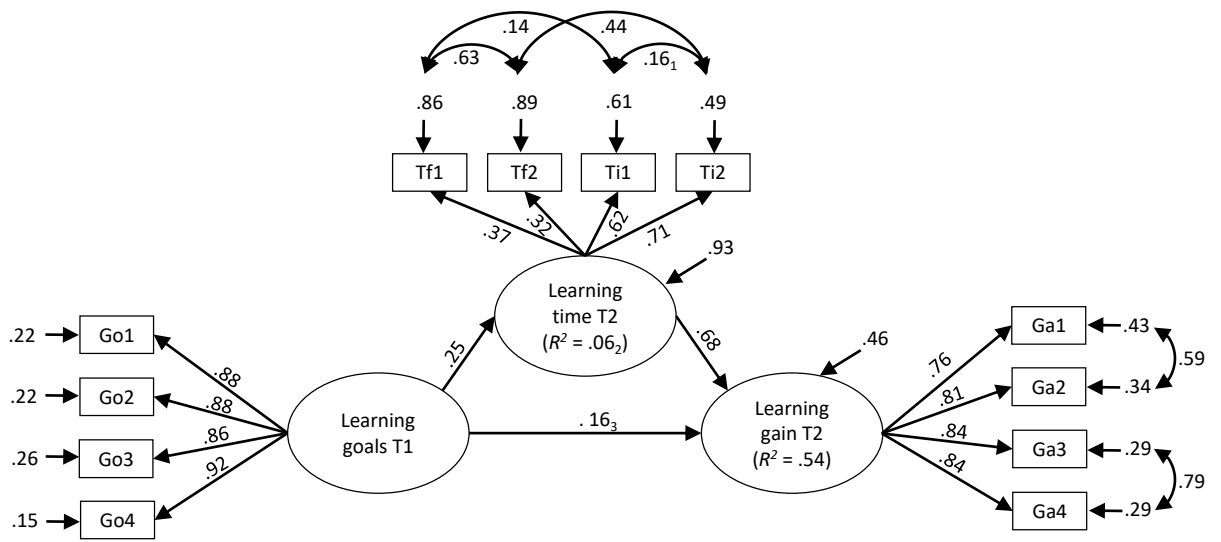 .14 .44
.63 .16₁
.86 .89 .61 .49
Tf1 Tf2 Ti1 Ti2
.37 .32 .62 .71
.93
Learning
time T2
(R² = .06₂)
.22 Go1
.22 Go2
.26 Go3
.15 Go4
.88
.88
.86
.92
Learning
goals T1
.25
.68
. 16₃
.46
Learning
gain T2
(R² = .54)
.76
.81
.84
.84
Ga1 .43
Ga2 .34
.59
Ga3 .29
Ga4 .29
.79